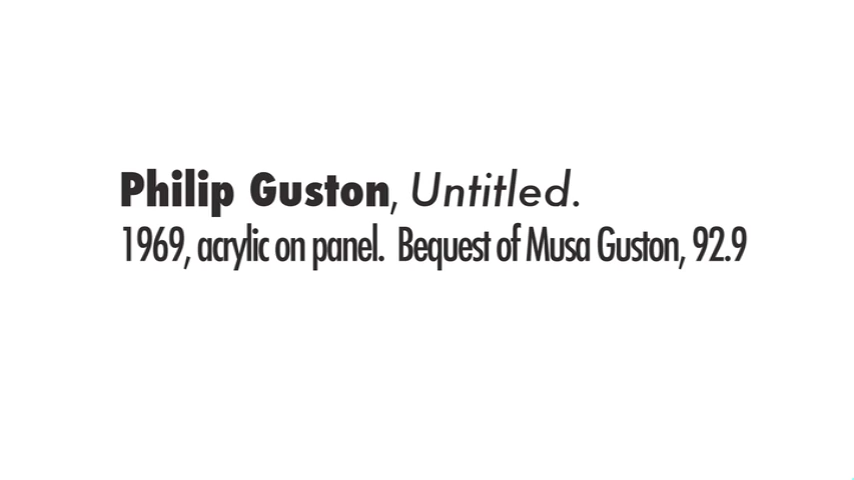 Philip Guston, Untitled.
1969, acrylic on panel.  Bequest of Musa Guston, 92.9